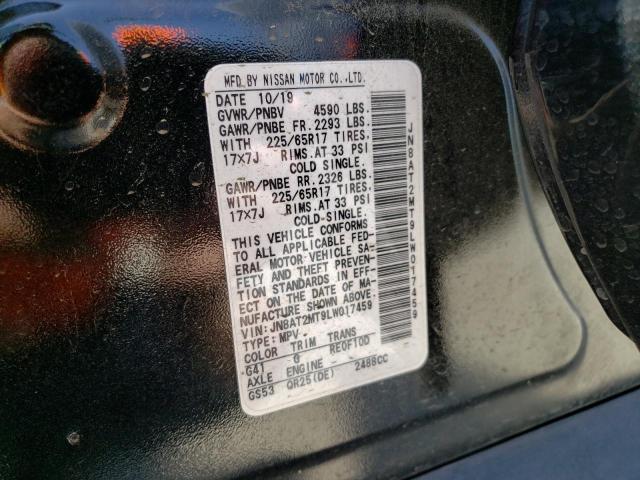 MFD. BY NISSAN MOTOR CO.,LTD.
DATE 10/19
GVWR/PNBV 4590 LBS.
GAWR/PNBE FR. 2293 LBS.
WITH 225/65R17 TIRES.
17X7J RIMS. AT 33 PSI
COLD SINGLE.
GAWR/PNBE RR. 2326 LBS.
WITH 225/65R17 TIRES.
17X7J RIMS. AT 33 PSI
COLD-SINGLE.
THIS VEHICLE CONFORMS
TO ALL APPLICABLE FED-
ERAL MOTOR VEHICLE SA-
FETY AND THEFT PREVEN-
TION STANDARDS IN EFF-
ECT ON THE DATE OF MA-
NUFACTURE SHOWN ABOVE.
VIN: JN8AT2MT9LW017459
TYPE: MPV
COLOR TRIM TRANS
G41 G RE0F10D
AXLE ENGINE
GS53 QR25(DE) 2488CC
JN8AT2MT9LW017459